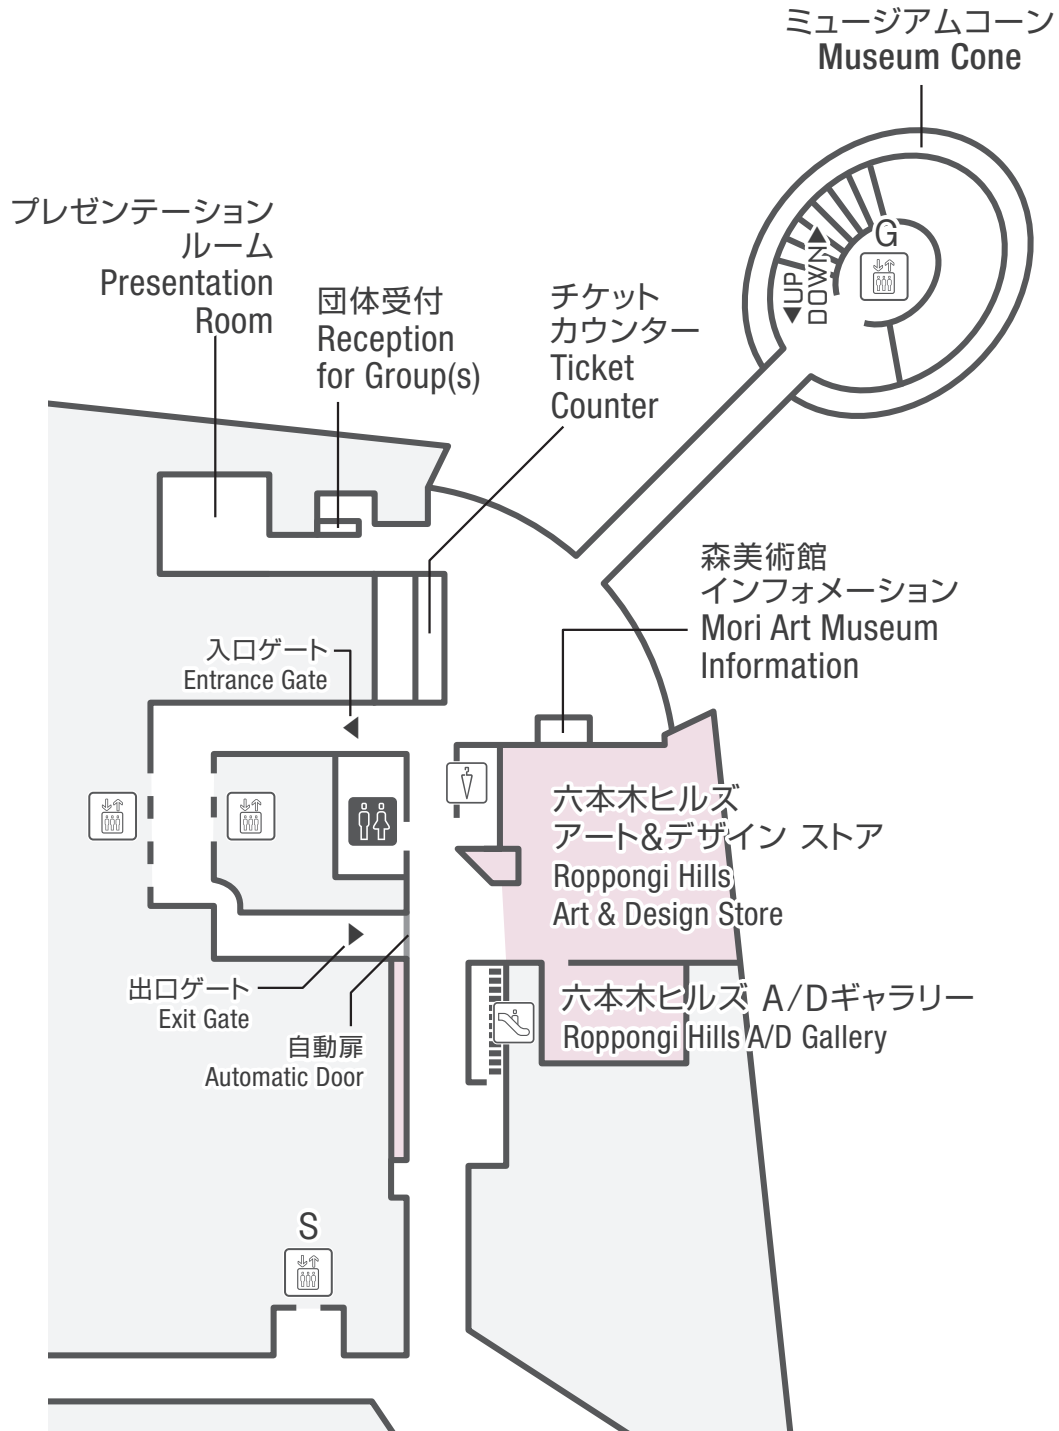 ミュージアムコーン
Museum Cone
プレゼンテーション
ルーム
Presentation
Room
団体受付
Reception
for Group(s)
チケット
カウンター
Ticket
Counter
G
◀UP
DOWN▶
森美術館
インフォメーション
Mori Art Museum
Information
入口ゲート
Entrance Gate
六本木ヒルズ
アート&デザイン ストア
Roppongi Hills
Art & Design Store
出口ゲート
Exit Gate
自動扉
Automatic Door
六本木ヒルズ A/Dギャラリー
Roppongi Hills A/D Gallery
S